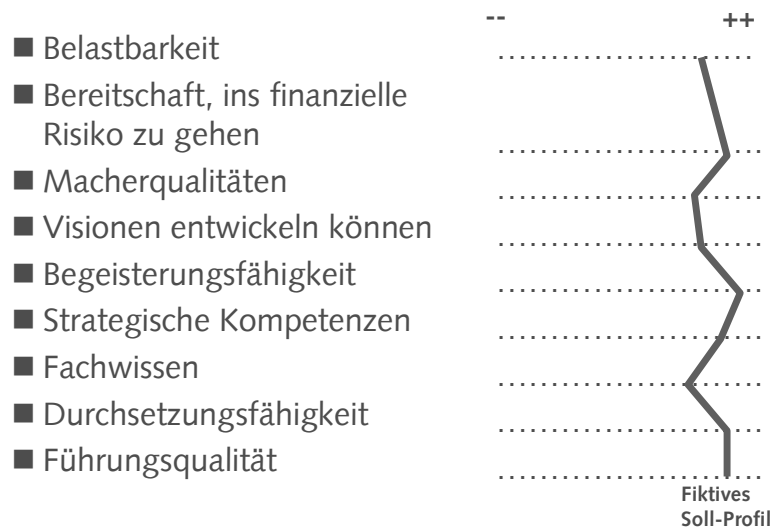 -- ++
■ Belastbarkeit
■ Bereitschaft, ins finanzielle
Risiko zu gehen
■ Macherqualitäten
■ Visionen entwickeln können
■ Begeisterungsfähigkeit
■ Strategische Kompetenzen
■ Fachwissen
■ Durchsetzungsfähigkeit
■ Führungsqualität
Fiktives
Soll-Profil